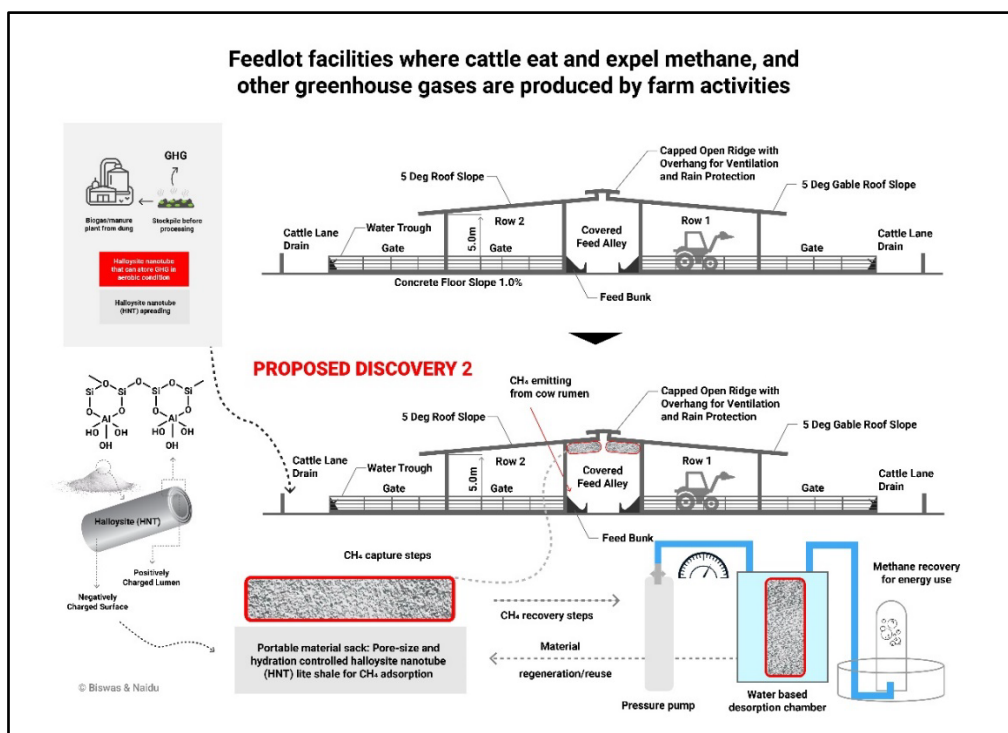 Feedlot facilities where cattle eat and expel methane, and
other greenhouse gases are produced by farm activities
GHG
Biogas/manure
plant from dung
Stockpile before
processing
Halloysite nanotube
that can store GHG in
aerobic condition
Halloysite nanotube
(HNT) spreading
Capped Open Ridge with
Overhang for Ventilation
and Rain Protection
5 Deg Roof Slope
5 Deg Gable Roof Slope
Cattle Lane
Drain
Water Trough
Gate
5.0m
Row 2
Gate
Covered
Feed Alley
Row 1
Gate
Cattle Lane
Drain
Concrete Floor Slope 1.0%
Feed Bunk
PROPOSED DISCOVERY 2
CH₄ emitting
from cow rumen
Capped Open Ridge with
Overhang for Ventilation
and Rain Protection
5 Deg Roof Slope
5 Deg Gable Roof Slope
Cattle Lane
Drain
Water Trough
Gate
5.0m
Row 2
Gate
Covered
Feed Alley
Row 1
Gate
Cattle Lane
Drain
Feed Bunk
O O O
Si Si Si Si
O O O O
Al Al
HO OH HO OH
OH OH
Halloysite (HNT)
Positively
Charged Lumen
Negatively
Charged Surface
CH₄ capture steps
Portable material sack: Pore-size and
hydration controlled halloysite nanotube
(HNT) lite shale for CH₄ adsorption
CH₄ recovery steps
Material
regeneration/reuse
Pressure pump
Water based
desorption chamber
Methane recovery
for energy use
© Biswas & Naidu